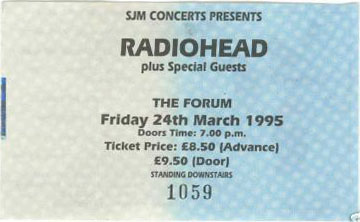 SJM CONCERTS PRESENTS
RADIOHEAD
plus Special Guests
THE FORUM
Friday 24th March 1995
Doors Time: 7.00 p.m.
Ticket Price: £8.50 (Advance)
£9.50 (Door)
STANDING DOWNSTAIRS
1059